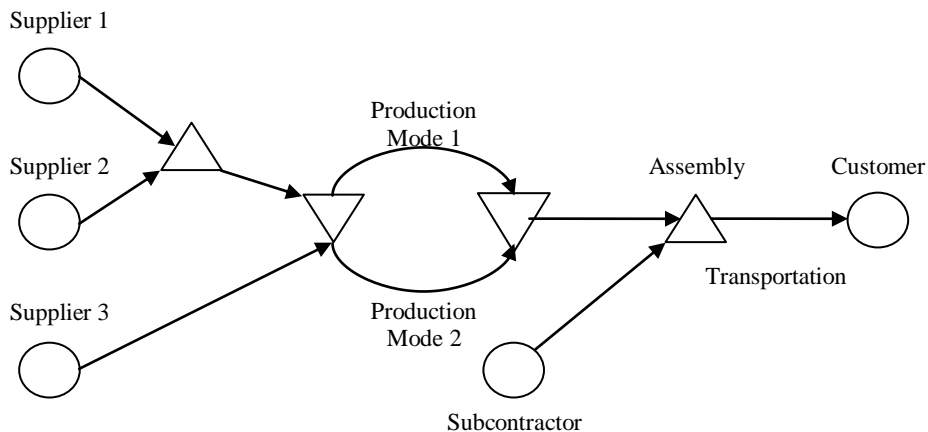 Supplier 1
Production
Mode 1
Supplier 2
Assembly
Customer
Transportation
Supplier 3
Production
Mode 2
Subcontractor